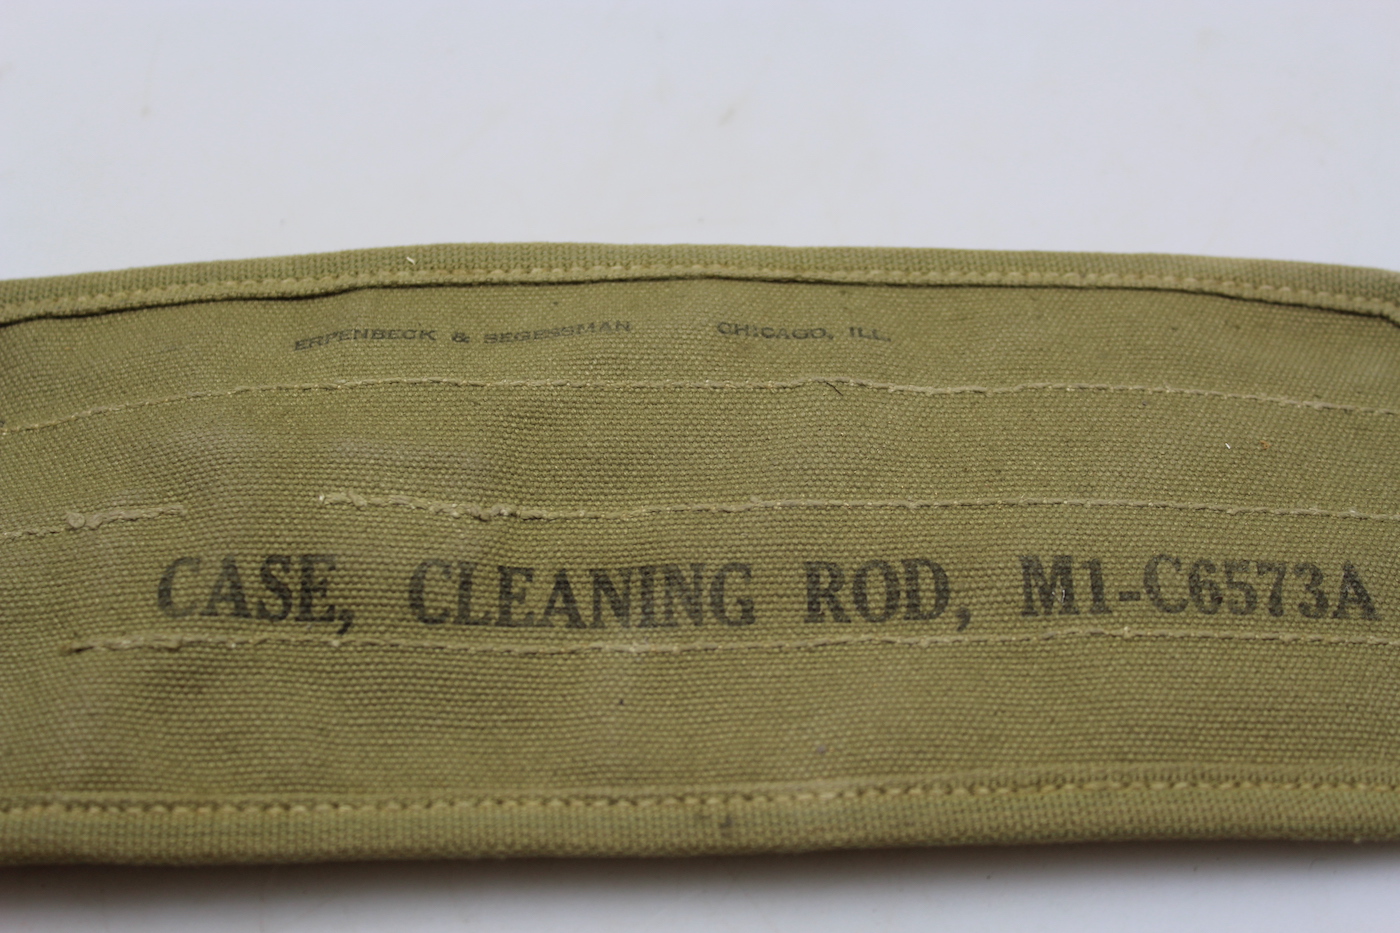 ERPENBECK & SEGESSMAN CHICAGO, ILL.
CASE, CLEANING ROD, M1-C6573A